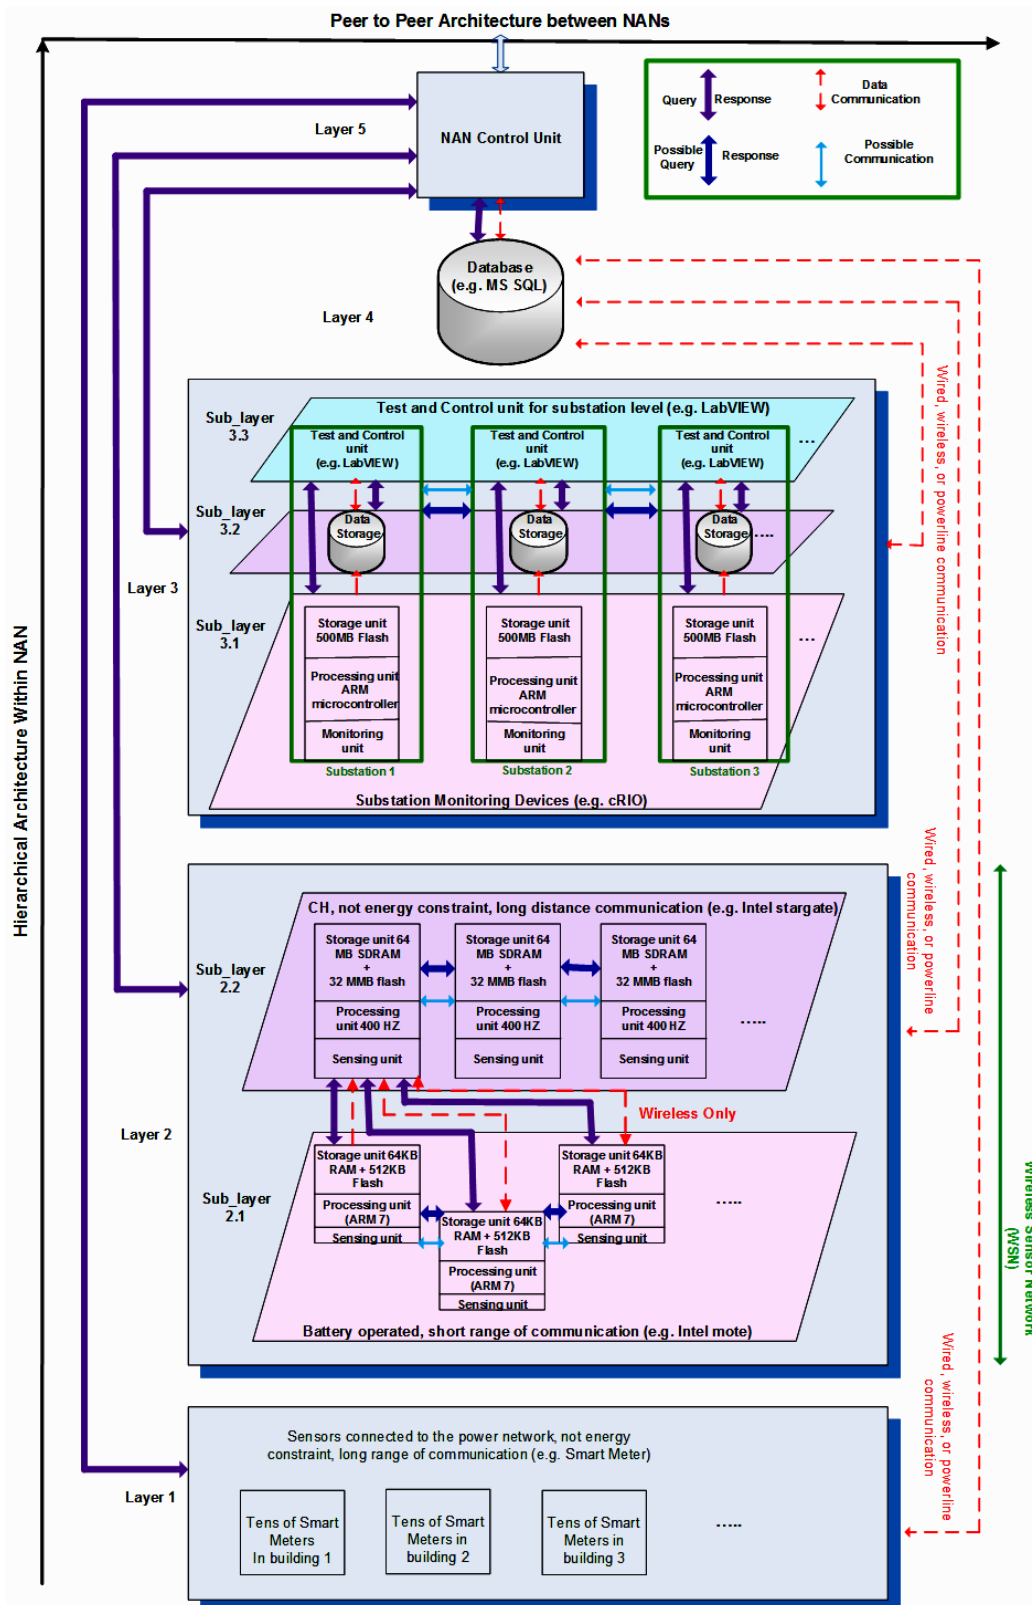 Peer to Peer Architecture between NANs
Hierarchical Architecture Within NAN
Layer 5
NAN Control Unit
Query
Response
Data
Communication
Possible
Query
Response
Possible
Communication
Database
(e.g. MS SQL)
Layer 4
Wired, wireless, or powerline communication
Layer 3
Sub_layer
3.3
Test and Control unit for substation level (e.g. LabVIEW)
Test and Control
unit
(e.g. LabVIEW)
Test and Control
unit
(e.g. LabVIEW)
Test and Control
unit
(e.g. LabVIEW)
...
Sub_layer
3.2
Data
Storage
Data
Storage
Data
Storage
....
Sub_layer
3.1
Storage unit
500MB Flash
Processing unit
ARM
microcontroller
Monitoring
unit
Substation 1
Storage unit
500MB Flash
Processing unit
ARM
microcontroller
Monitoring
unit
Substation 2
Storage unit
500MB Flash
Processing unit
ARM
microcontroller
Monitoring
unit
Substation 3
...
Substation Monitoring Devices (e.g. cRIO)
Wired, wireless, or powerline
communication
Layer 2
Sub_layer
2.2
CH, not energy constraint, long distance communication (e.g. Intel stargate)
Storage unit 64
MB SDRAM
+
32 MMB flash
Processing
unit 400 HZ
Sensing unit
Storage unit 64
MB SDRAM
+
32 MMB flash
Processing
unit 400 HZ
Sensing unit
Storage unit 64
MB SDRAM
+
32 MMB flash
Processing
unit 400 HZ
Sensing unit
.....
Wireless Only
Sub_layer
2.1
Storage unit 64KB
RAM + 512KB
Flash
Processing unit
(ARM 7)
Sensing unit
Storage unit 64KB
RAM + 512KB
Flash
Processing unit
(ARM 7)
Sensing unit
Storage unit 64KB
RAM + 512KB
Flash
Processing unit
(ARM 7)
Sensing unit
.....
Battery operated, short range of communication (e.g. Intel mote)
Wireless Sensor Network
(WSN)
Wired, wireless, or powerline
communication
Layer 1
Sensors connected to the power network, not energy
constraint, long range of communication (e.g. Smart Meter)
Tens of Smart
Meters
In building 1
Tens of Smart
Meters in
building 2
Tens of Smart
Meters in
building 3
.....